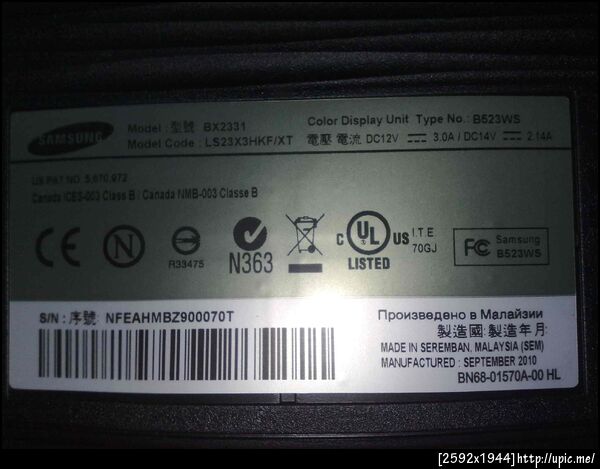 SAMSUNG
Model : 型號 BX2331
Model Code : LS23X3HKF/XT
Color Display Unit Type No.: B523WS
電壓 電流 DC12V ⎓ 3.0A / DC14V ⎓ 2.14A
US PAT NO. 5,670,972
Canada ICES-003 Class B / Canada NMB-003 Classe B
CE
N
R33475
N363
C UL US
LISTED
I.T.E
70GJ
FC Samsung
B523WS
S/N : 序號: NFEAHMBZ900070T
Произведено в Малайзии
製造國·製造年月:
MADE IN SEREMBAN, MALAYSIA (SEM)
MANUFACTURED : SEPTEMBER 2010
BN68-01570A-00 HL
[2592x1944]http://upic.me/